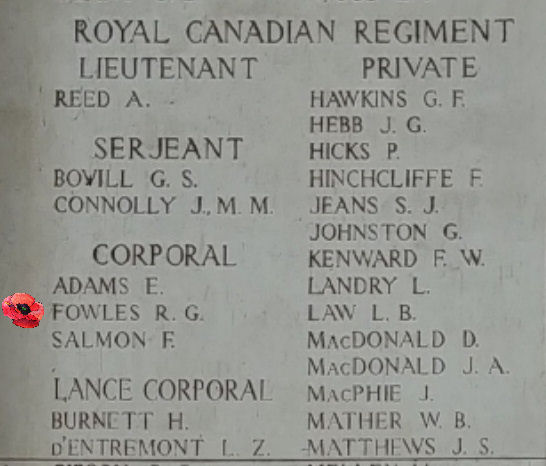 ROYAL CANADIAN REGIMENT
LIEUTENANT
REED A.
SERJEANT
BOVILL G. S.
CONNOLLY J., M. M.
CORPORAL
ADAMS E.
FOWLES R. G.
SALMON F.
LANCE CORPORAL
BURNETT H.
D'ENTREMONT L. Z.
PRIVATE
HAWKINS G. F.
HEBB J. G.
HICKS P.
HINCHCLIFFE F.
JEANS S. J.
JOHNSTON G.
KENWARD F. W.
LANDRY L.
LAW L. B.
MACDONALD D.
MACDONALD J. A.
MACPHIE J.
MATHER W. B.
MATTHEWS J. S.